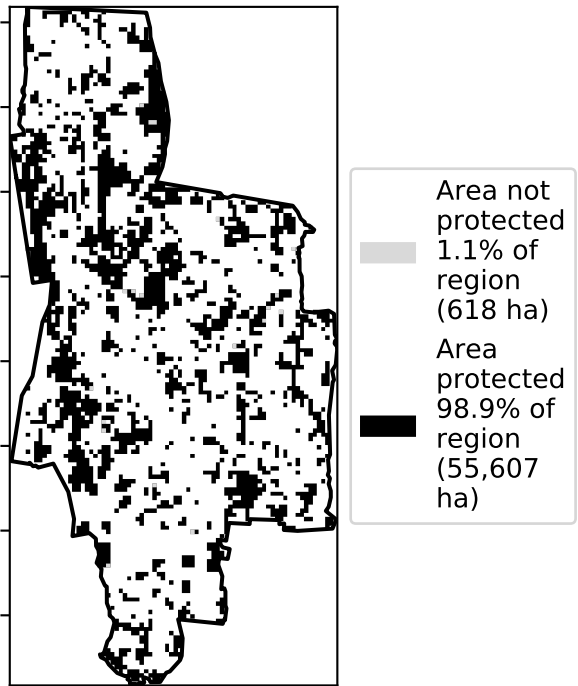 Area not
protected
1.1% of
region
(618 ha)
Area
protected
98.9% of
region
(55,607
ha)